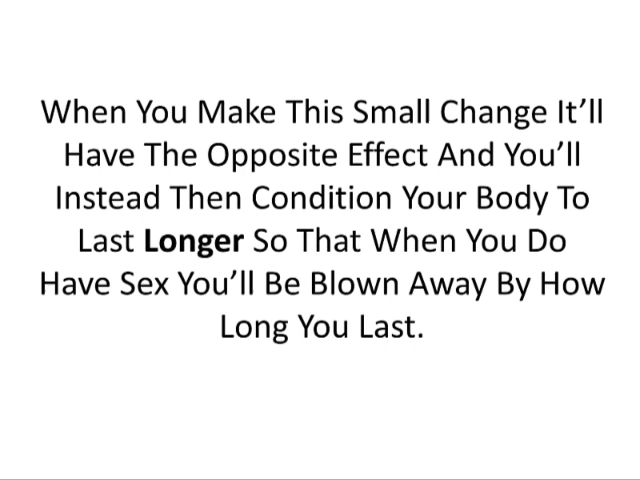 When You Make This Small Change It’ll
Have The Opposite Effect And You’ll
Instead Then Condition Your Body To
Last Longer So That When You Do
Have Sex You’ll Be Blown Away By How
Long You Last.